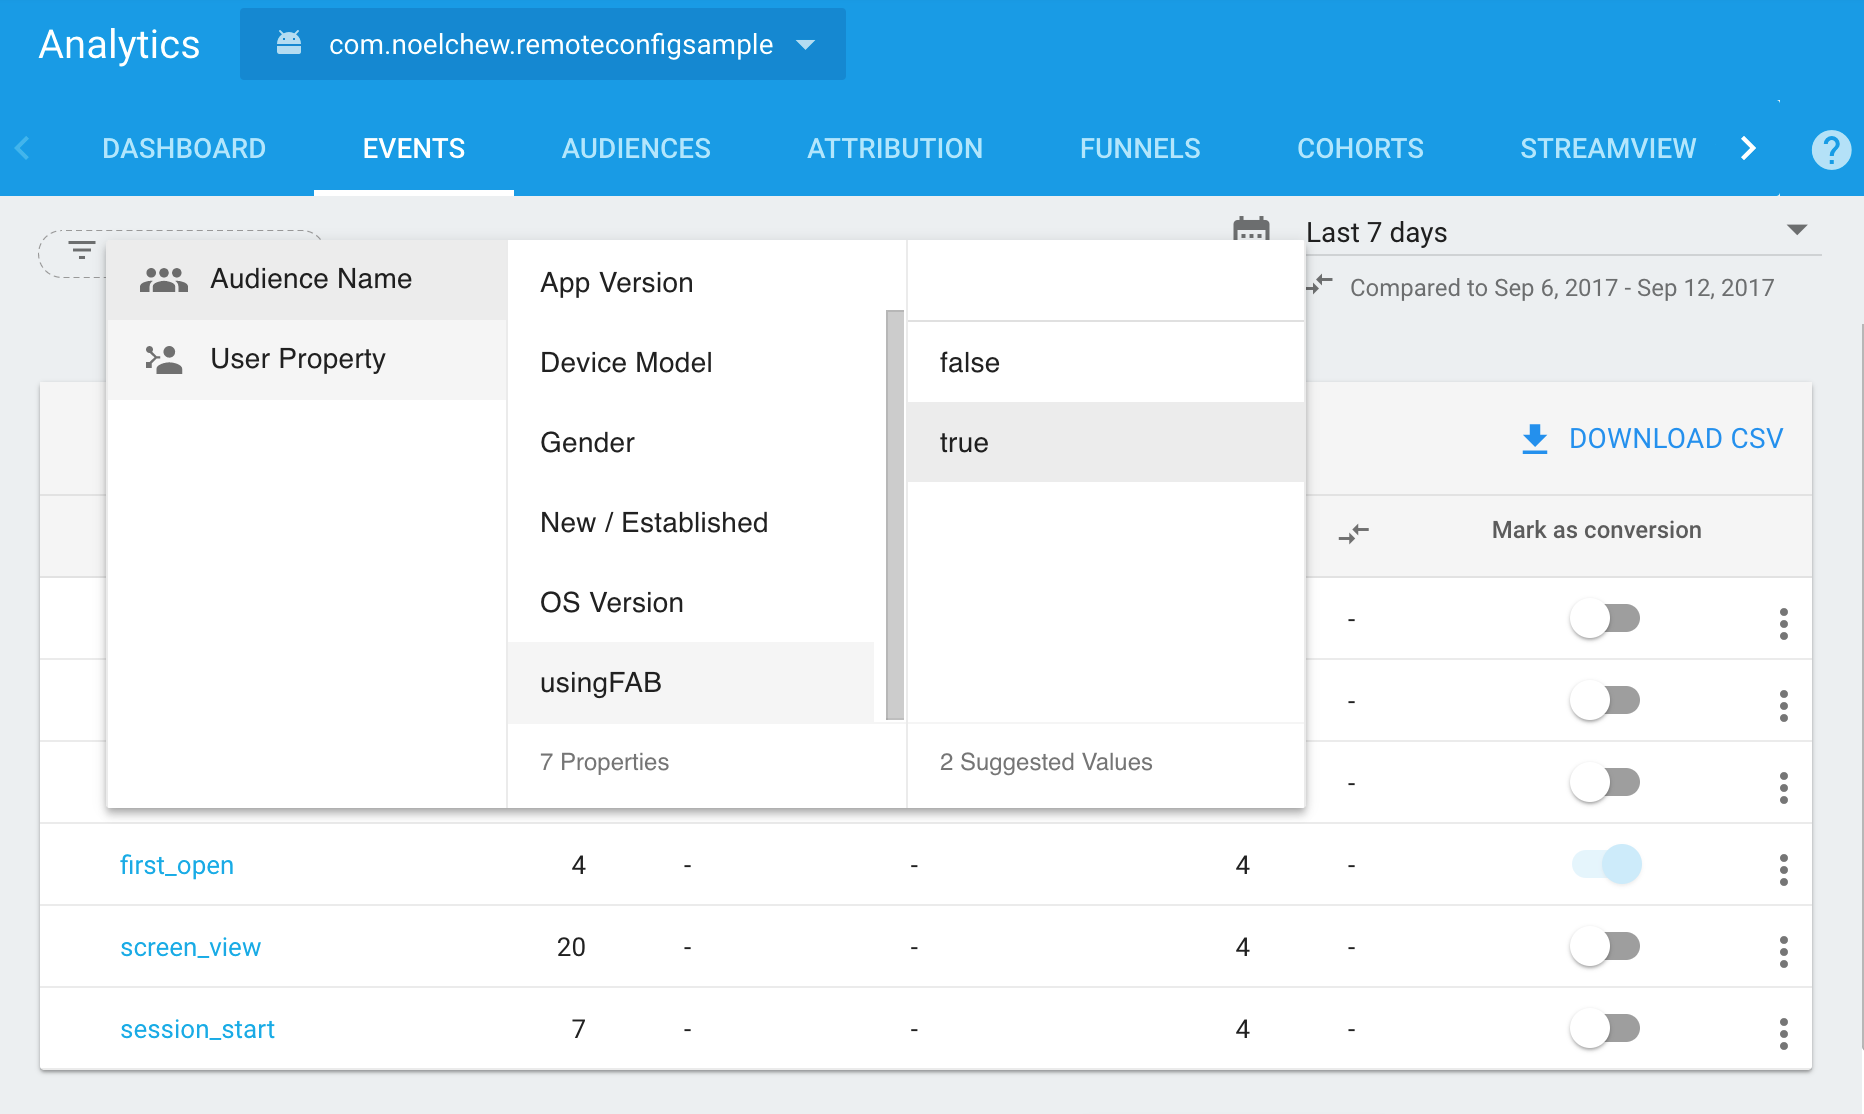 Analytics
com.noelchew.remoteconfigsample
DASHBOARD EVENTS AUDIENCES ATTRIBUTION FUNNELS COHORTS STREAMVIEW
?
Last 7 days
Compared to Sep 6, 2017 - Sep 12, 2017
Audience Name
User Property
App Version
Device Model
Gender
New / Established
OS Version
usingFAB
7 Properties
false
true
2 Suggested Values
DOWNLOAD CSV
Mark as conversion
-
-
-
first_open 4 - - 4 -
screen_view 20 - - 4 -
session_start 7 - - 4 -